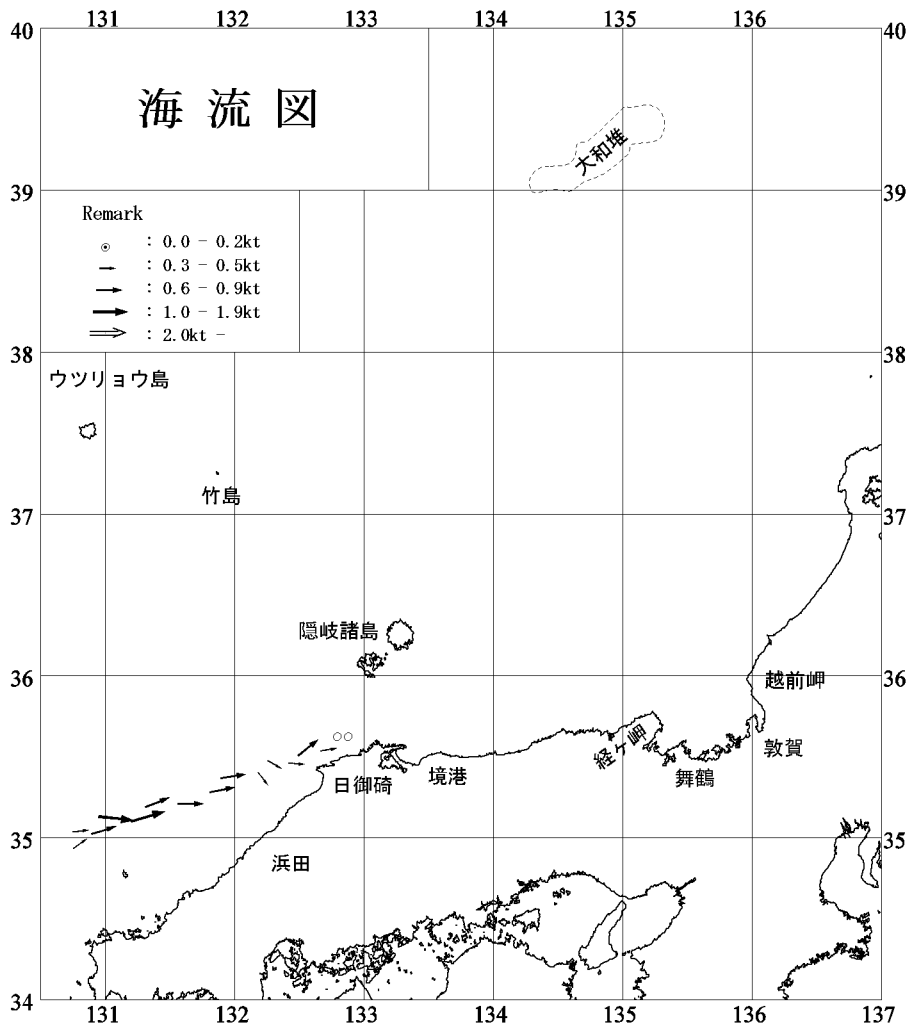 131 132 133 134 135 136
40 40
海流図
大和堆
39 39
Remark
: 0.0 - 0.2kt
: 0.3 - 0.5kt
: 0.6 - 0.9kt
: 1.0 - 1.9kt
: 2.0kt -
38 38
ウツリョウ島
竹島
37 37
隠岐諸島
36 36
越前岬
経ケ岬
敦賀
日御碕
境港
舞鶴
35 35
浜田
34
131 132 133 134 135 136 137